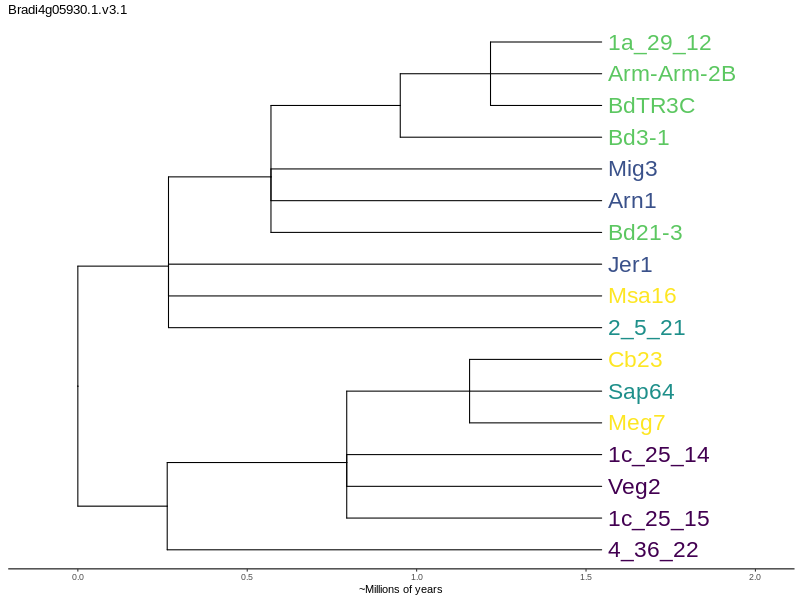 Bradi4g05930.1.v3.1
1a_29_12
Arm-Arm-2B
BdTR3C
Bd3-1
Mig3
Arn1
Bd21-3
Jer1
Msa16
2_5_21
Cb23
Sap64
Meg7
1c_25_14
Veg2
1c_25_15
4_36_22
0.0 0.5 1.0 1.5 2.0
~Millions of years